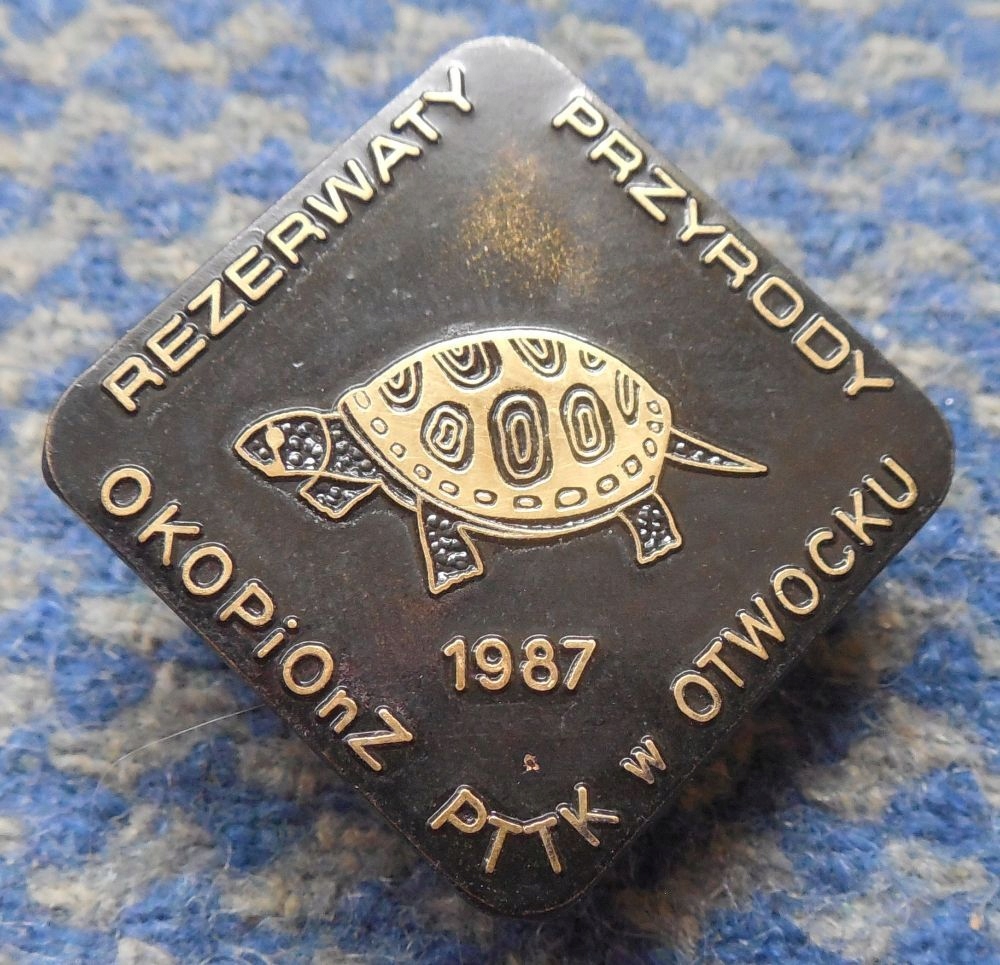 REZERWATY
PRZYRODY
1987
OKOPiOnZ
PTTK w OTWOCKU